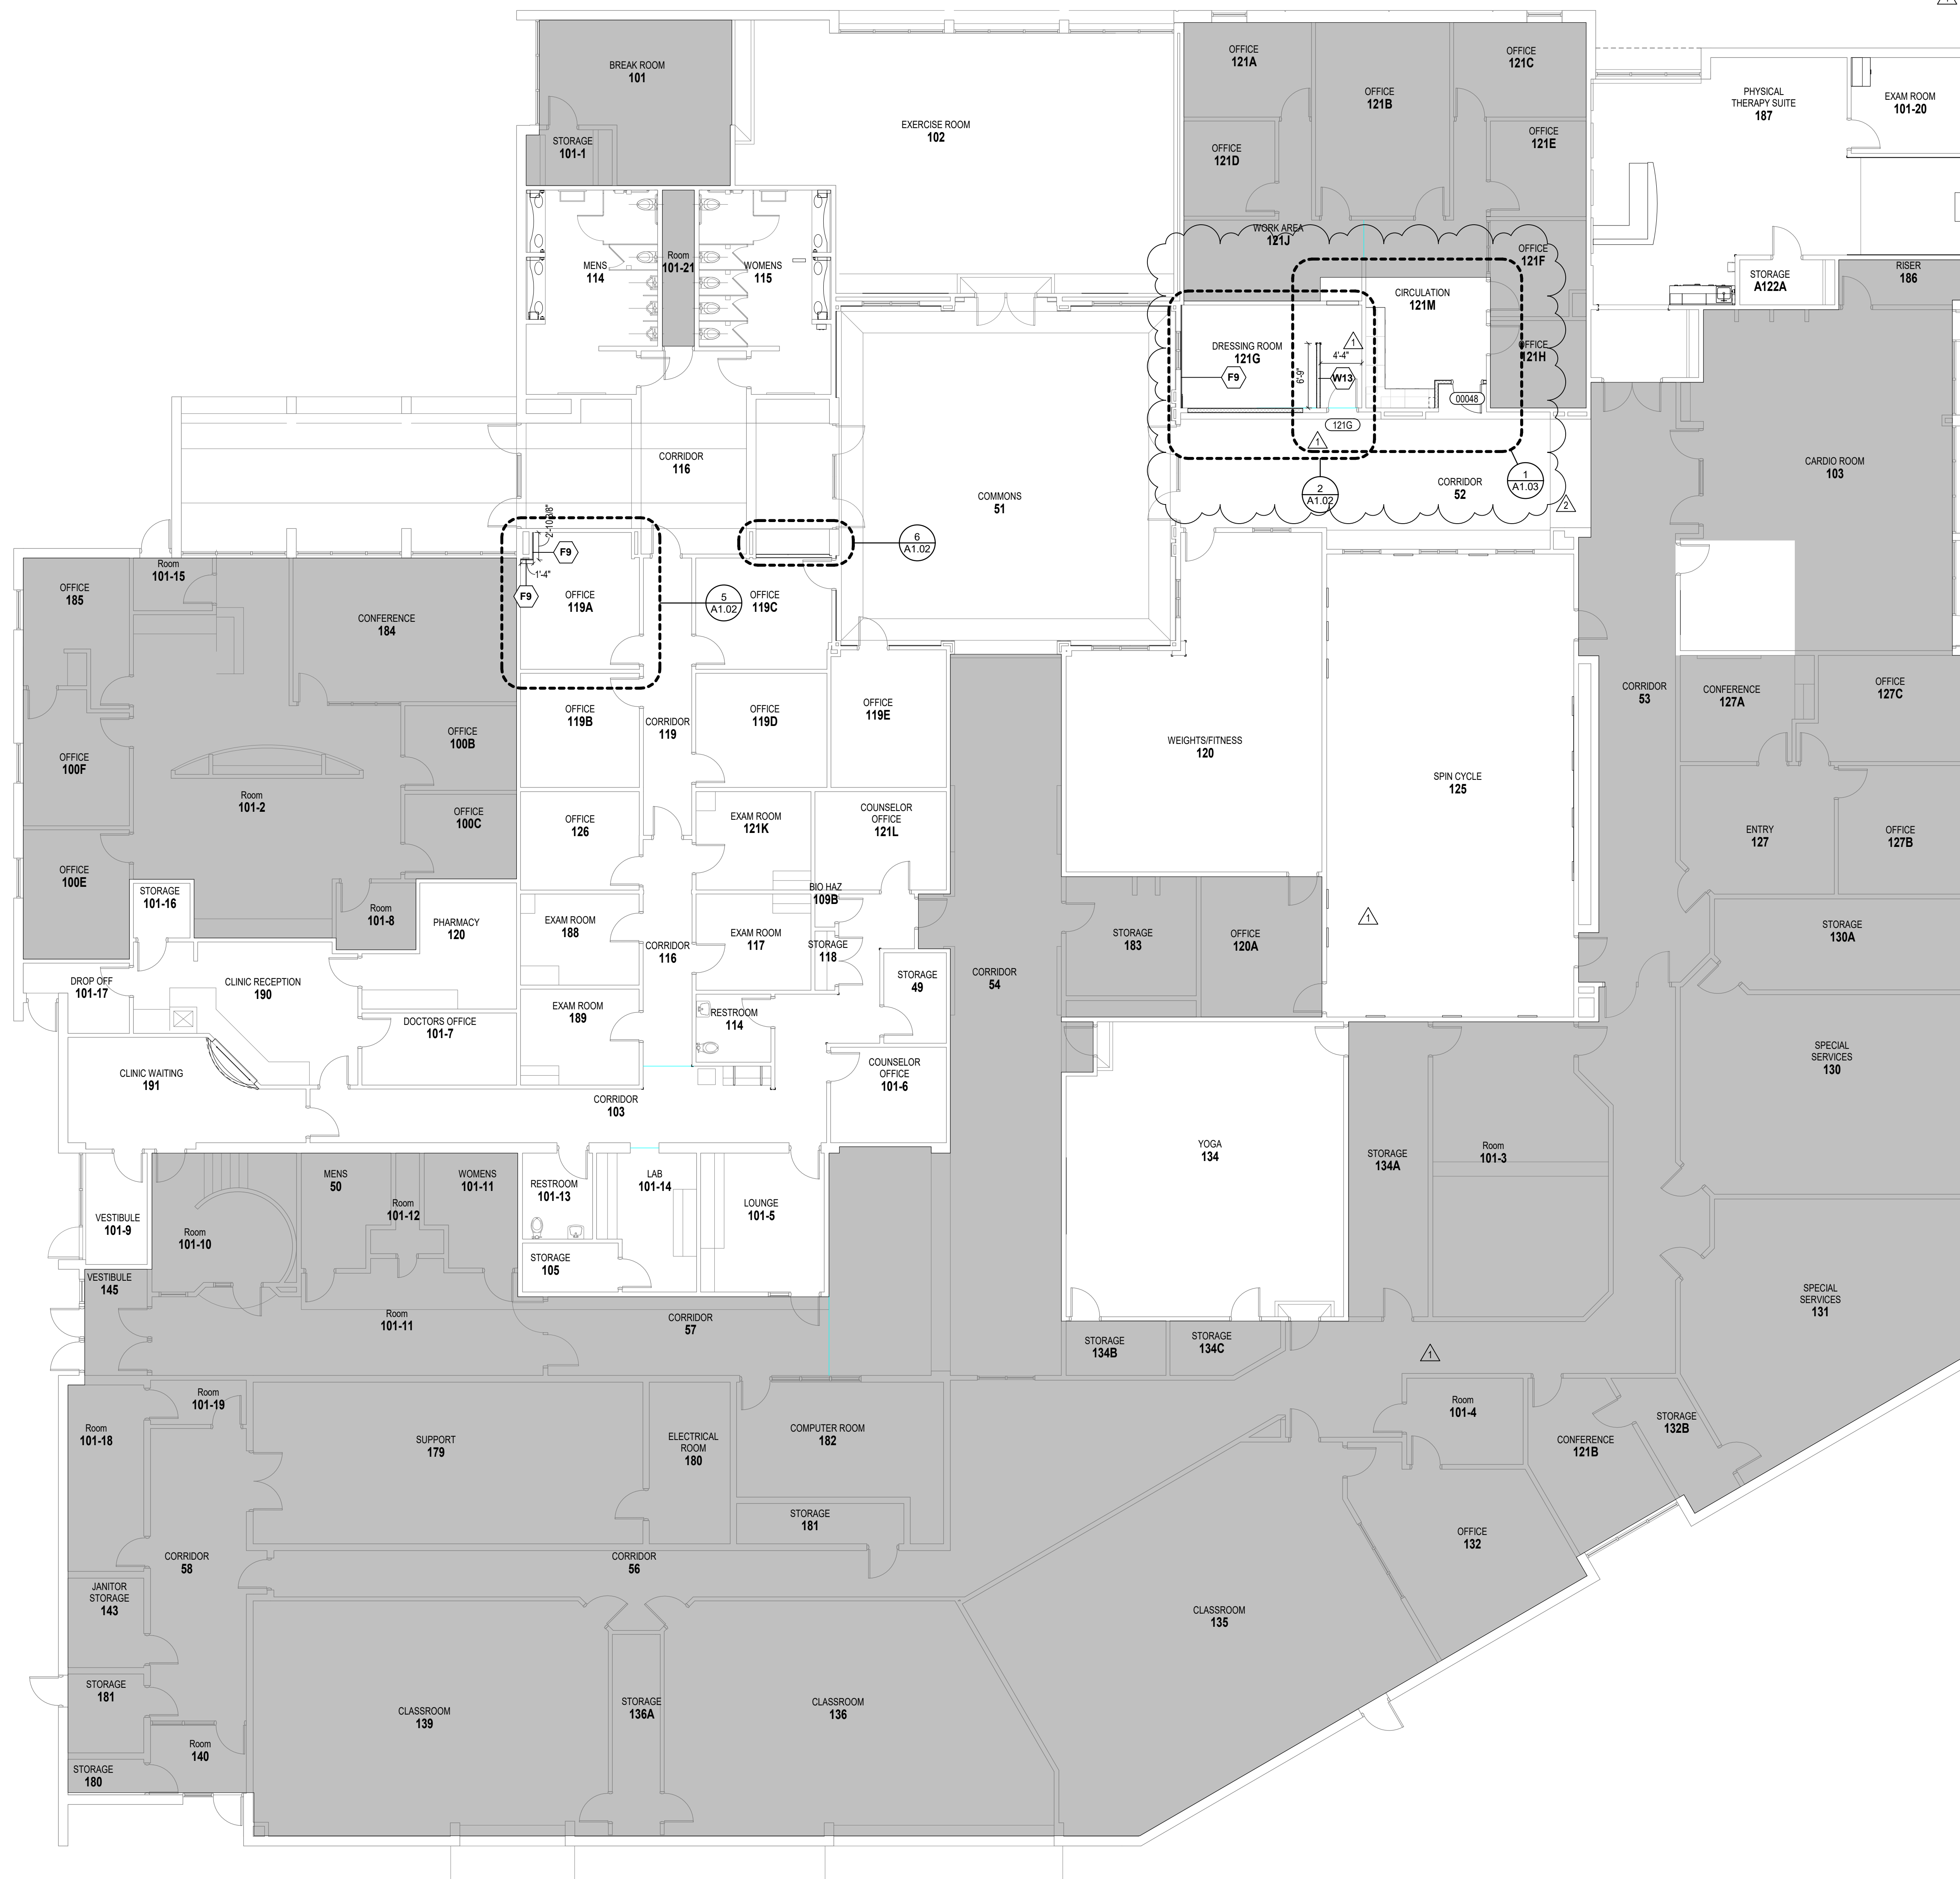 BREAK ROOM
101
STORAGE
101-1
EXERCISE ROOM
102
OFFICE
121A
OFFICE
121B
OFFICE
121C
OFFICE
121D
OFFICE
121E
WORK AREA
121J
OFFICE
121F
OFFICE
121H
CIRCULATION
121M
DRESSING ROOM
121G
F9
W13
6'-9"
4'-4"
1
00048
121G
1
2
A1.02
1
A1.03
2
CORRIDOR
52
PHYSICAL
THERAPY SUITE
187
EXAM ROOM
101-20
STORAGE
A122A
RISER
186
CARDIO ROOM
103
MENS
114
Room
101-21
WOMENS
115
CORRIDOR
116
COMMONS
51
6
A1.02
5
A1.02
2'-10 3/8"
F9
1'-4"
F9
OFFICE
119A
OFFICE
119C
OFFICE
185
Room
101-15
CONFERENCE
184
OFFICE
119B
CORRIDOR
119
OFFICE
119D
OFFICE
119E
OFFICE
100F
OFFICE
100B
Room
101-2
OFFICE
100C
OFFICE
126
EXAM ROOM
121K
COUNSELOR
OFFICE
121L
WEIGHTS/FITNESS
120
SPIN CYCLE
125
CORRIDOR
53
CONFERENCE
127A
OFFICE
127C
ENTRY
127
OFFICE
127B
OFFICE
100E
STORAGE
101-16
Room
101-8
PHARMACY
120
EXAM ROOM
188
CORRIDOR
116
EXAM ROOM
117
BIO HAZ
109B
STORAGE
118
STORAGE
49
CORRIDOR
54
STORAGE
183
OFFICE
120A
1
STORAGE
130A
DROP OFF
101-17
CLINIC RECEPTION
190
DOCTORS OFFICE
101-7
EXAM ROOM
189
RESTROOM
114
COUNSELOR
OFFICE
101-6
CLINIC WAITING
191
CORRIDOR
103
SPECIAL
SERVICES
130
YOGA
134
STORAGE
134A
Room
101-3
VESTIBULE
101-9
Room
101-10
MENS
50
Room
101-12
WOMENS
101-11
RESTROOM
101-13
LAB
101-14
LOUNGE
101-5
STORAGE
105
VESTIBULE
145
Room
101-11
CORRIDOR
57
STORAGE
134B
STORAGE
134C
1
SPECIAL
SERVICES
131
Room
101-19
Room
101-18
SUPPORT
179
ELECTRICAL
ROOM
180
COMPUTER ROOM
182
STORAGE
181
Room
101-4
CONFERENCE
121B
STORAGE
132B
OFFICE
132
CORRIDOR
58
CORRIDOR
56
JANITOR
STORAGE
143
CLASSROOM
135
STORAGE
181
CLASSROOM
139
STORAGE
136A
CLASSROOM
136
Room
140
STORAGE
180